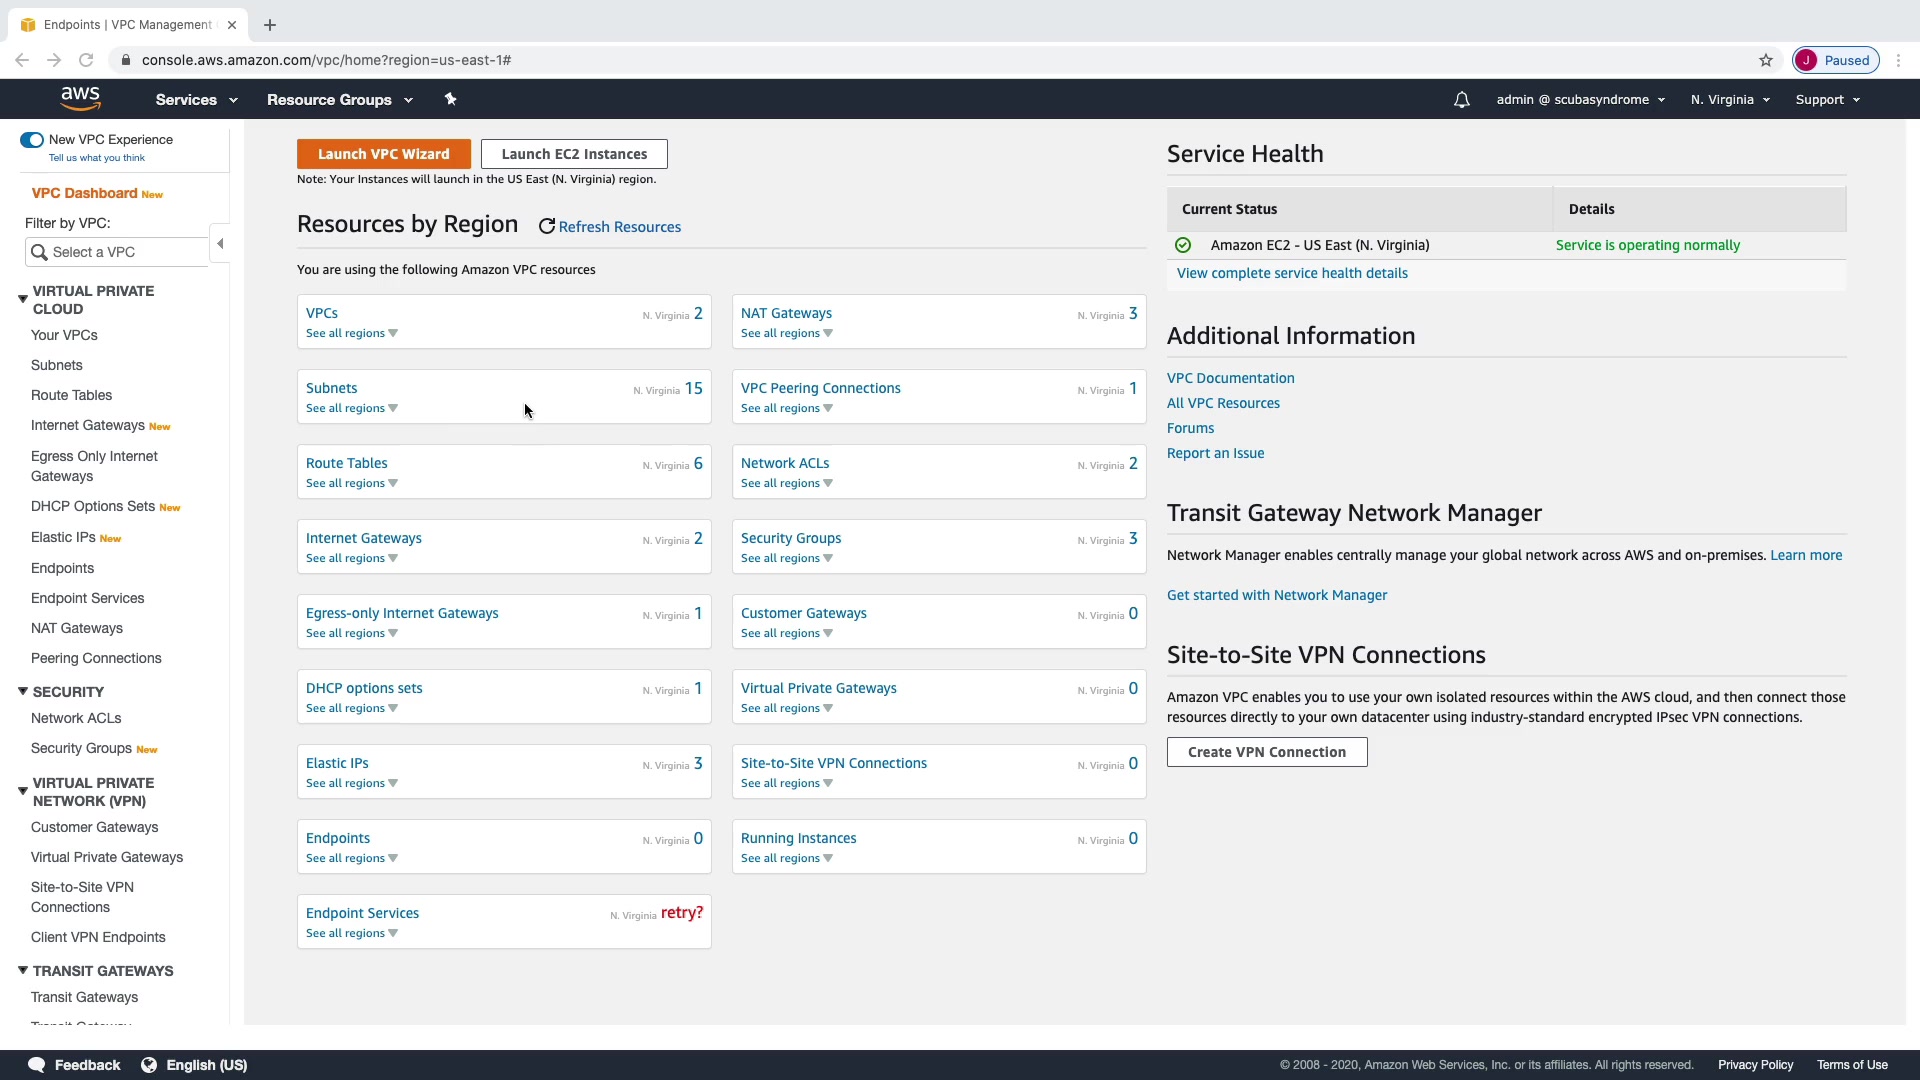 Endpoints | VPC Management
console.aws.amazon.com/vpc/home?region=us-east-1#
J Paused
aws
Services
Resource Groups
admin @ scubasyndrome
N. Virginia
Support
New VPC Experience
Tell us what you think
VPC Dashboard New
Filter by VPC:
Select a VPC
VIRTUAL PRIVATE
CLOUD
Your VPCs
Subnets
Route Tables
Internet Gateways New
Egress Only Internet
Gateways
DHCP Options Sets New
Elastic IPs New
Endpoints
Endpoint Services
NAT Gateways
Peering Connections
SECURITY
Network ACLs
Security Groups New
VIRTUAL PRIVATE
NETWORK (VPN)
Customer Gateways
Virtual Private Gateways
Site-to-Site VPN
Connections
Client VPN Endpoints
TRANSIT GATEWAYS
Transit Gateways
Launch VPC Wizard
Launch EC2 Instances
Note: Your Instances will launch in the US East (N. Virginia) region.
Resources by Region
Refresh Resources
You are using the following Amazon VPC resources
VPCs N. Virginia 2
See all regions
NAT Gateways N. Virginia 3
See all regions
Subnets N. Virginia 15
See all regions
VPC Peering Connections N. Virginia 1
See all regions
Route Tables N. Virginia 6
See all regions
Network ACLs N. Virginia 2
See all regions
Internet Gateways N. Virginia 2
See all regions
Security Groups N. Virginia 3
See all regions
Egress-only Internet Gateways N. Virginia 1
See all regions
Customer Gateways N. Virginia 0
See all regions
DHCP options sets N. Virginia 1
See all regions
Virtual Private Gateways N. Virginia 0
See all regions
Elastic IPs N. Virginia 3
See all regions
Site-to-Site VPN Connections N. Virginia 0
See all regions
Endpoints N. Virginia 0
See all regions
Running Instances N. Virginia 0
See all regions
Endpoint Services N. Virginia retry?
See all regions
Service Health
Current Status Details
Amazon EC2 - US East (N. Virginia) Service is operating normally
View complete service health details
Additional Information
VPC Documentation
All VPC Resources
Forums
Report an Issue
Transit Gateway Network Manager
Network Manager enables centrally manage your global network across AWS and on-premises. Learn more
Get started with Network Manager
Site-to-Site VPN Connections
Amazon VPC enables you to use your own isolated resources within the AWS cloud, and then connect those
resources directly to your own datacenter using industry-standard encrypted IPsec VPN connections.
Create VPN Connection
Feedback
English (US)
© 2008 - 2020, Amazon Web Services, Inc. or its affiliates. All rights reserved.
Privacy Policy
Terms of Use